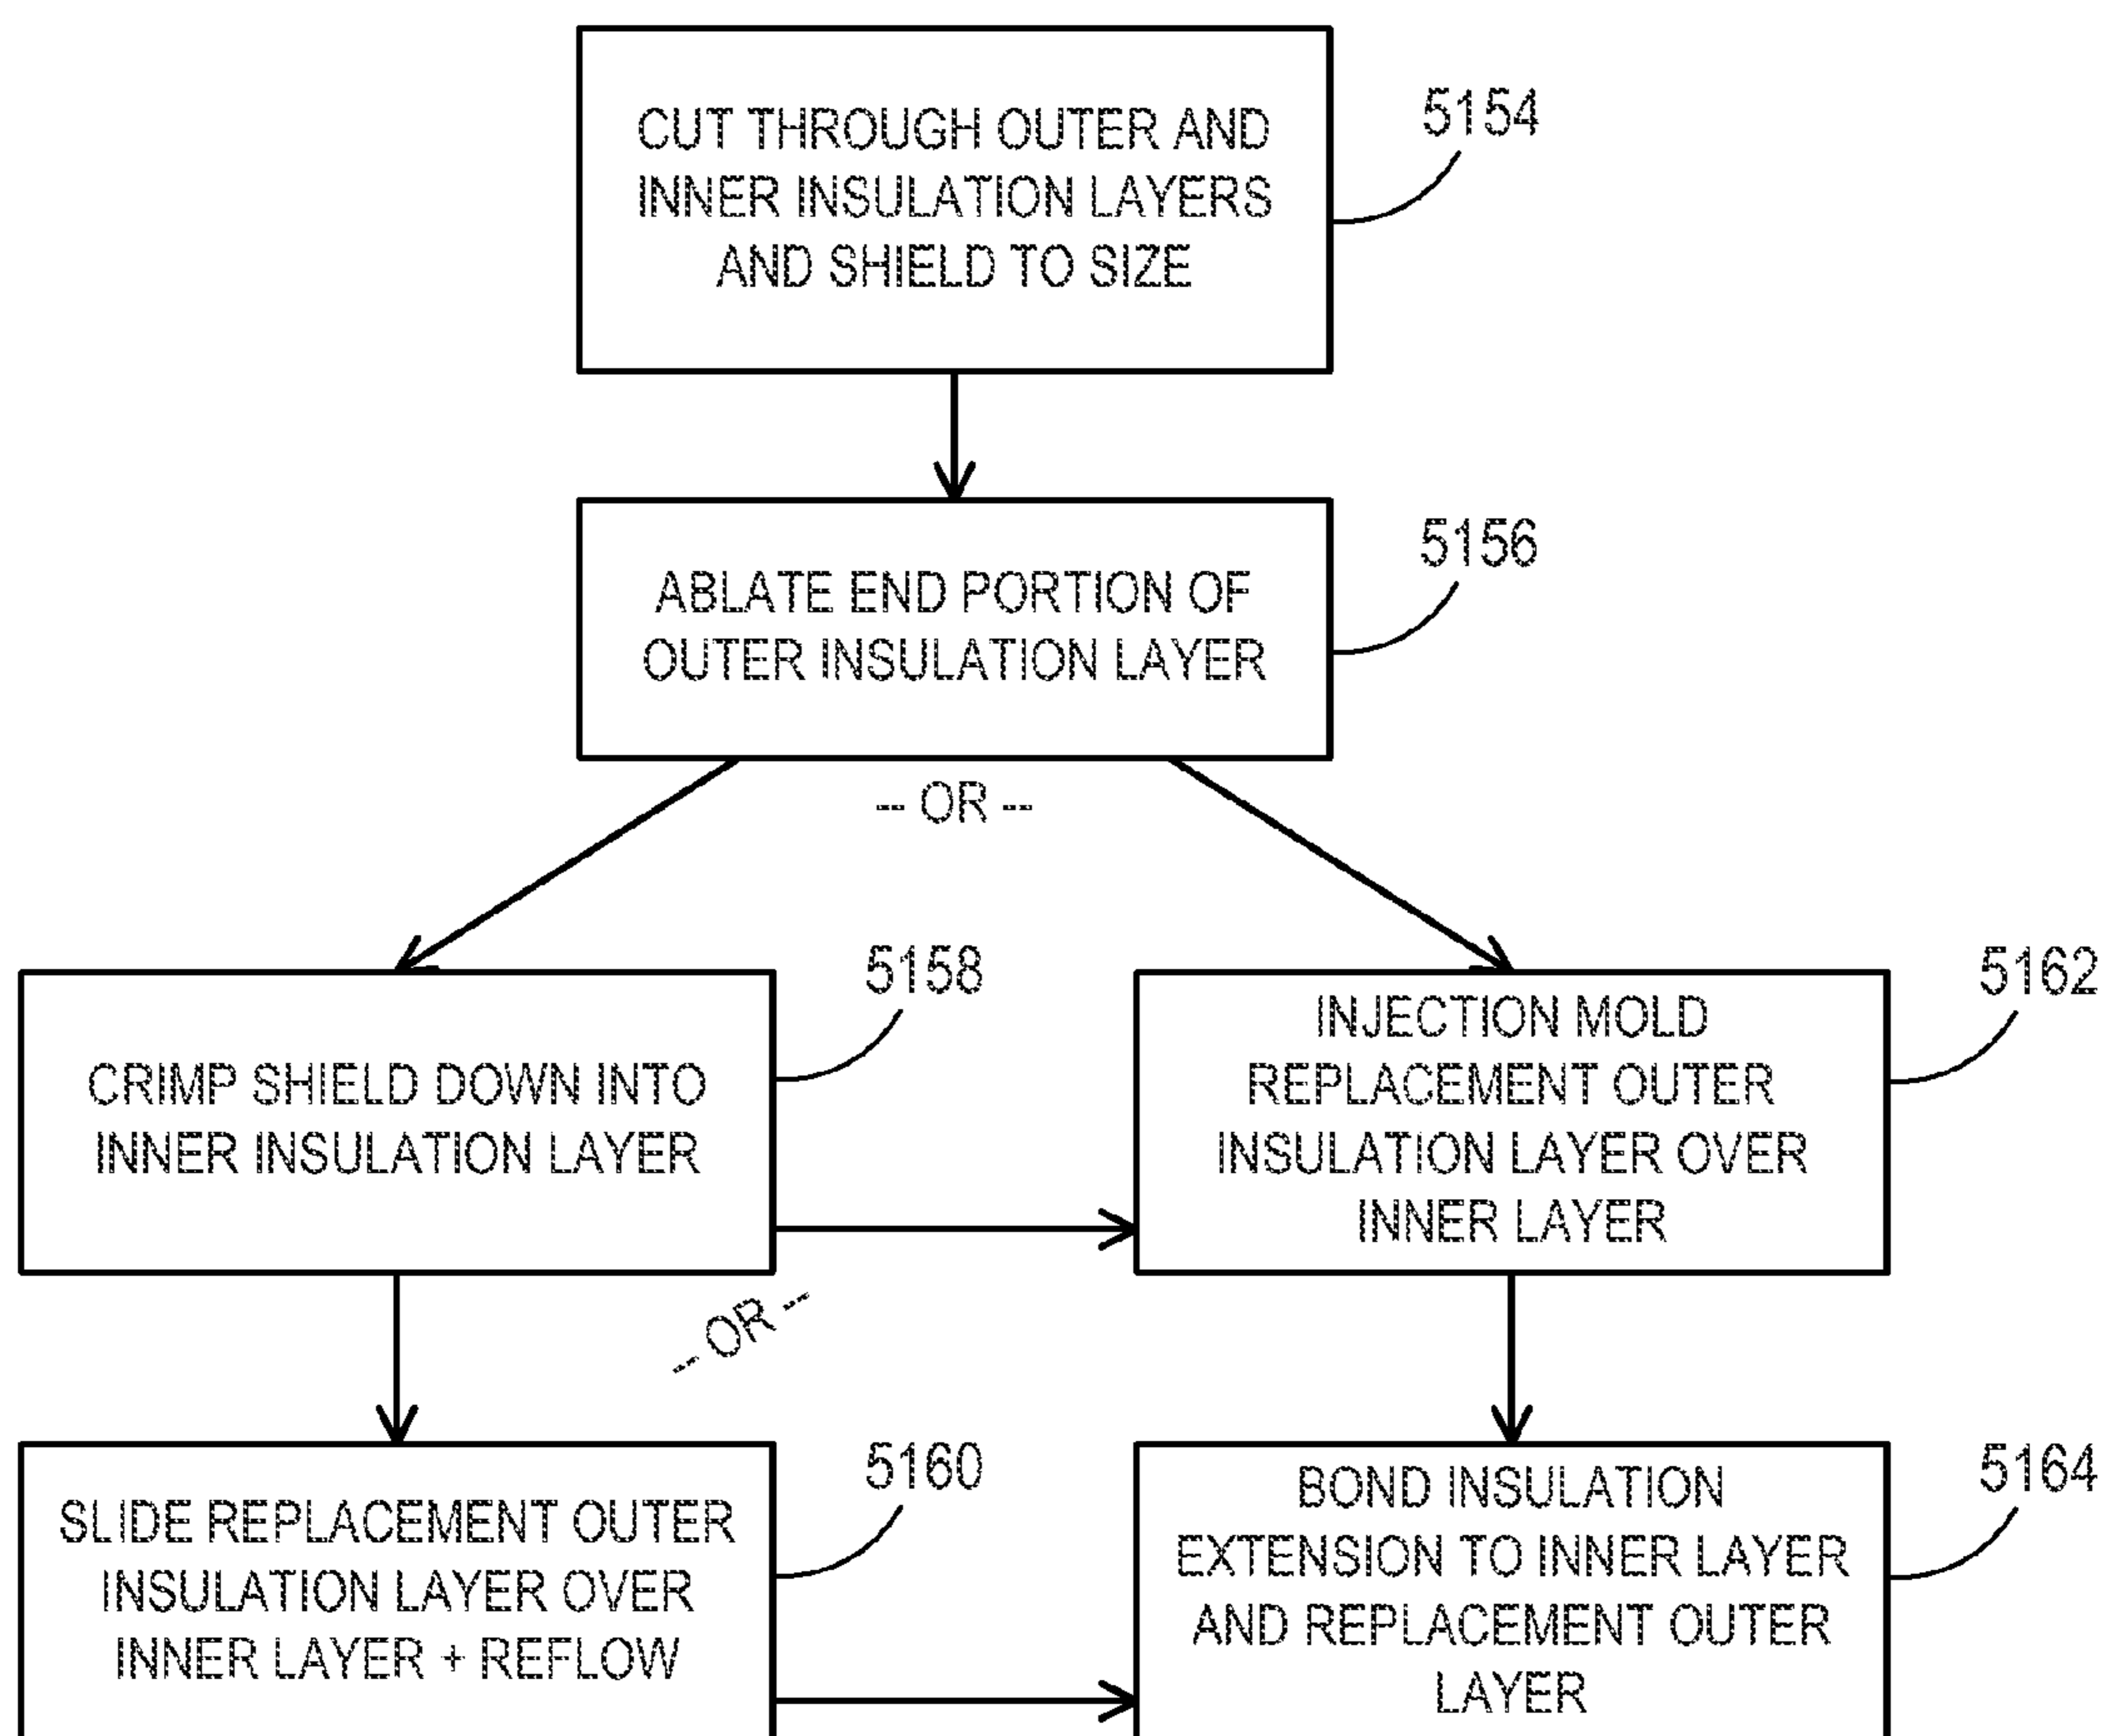 CUT THROUGH OUTER AND
INNER INSULATION LAYERS
AND SHIELD TO SIZE
5154
ABLATE END PORTION OF
OUTER INSULATION LAYER
5156
-- OR --
CRIMP SHIELD DOWN INTO
INNER INSULATION LAYER
5158
INJECTION MOLD
REPLACEMENT OUTER
INSULATION LAYER OVER
INNER LAYER
5162
-- OR --
SLIDE REPLACEMENT OUTER
INSULATION LAYER OVER
INNER LAYER + REFLOW
5160
BOND INSULATION
EXTENSION TO INNER LAYER
AND REPLACEMENT OUTER
LAYER
5164